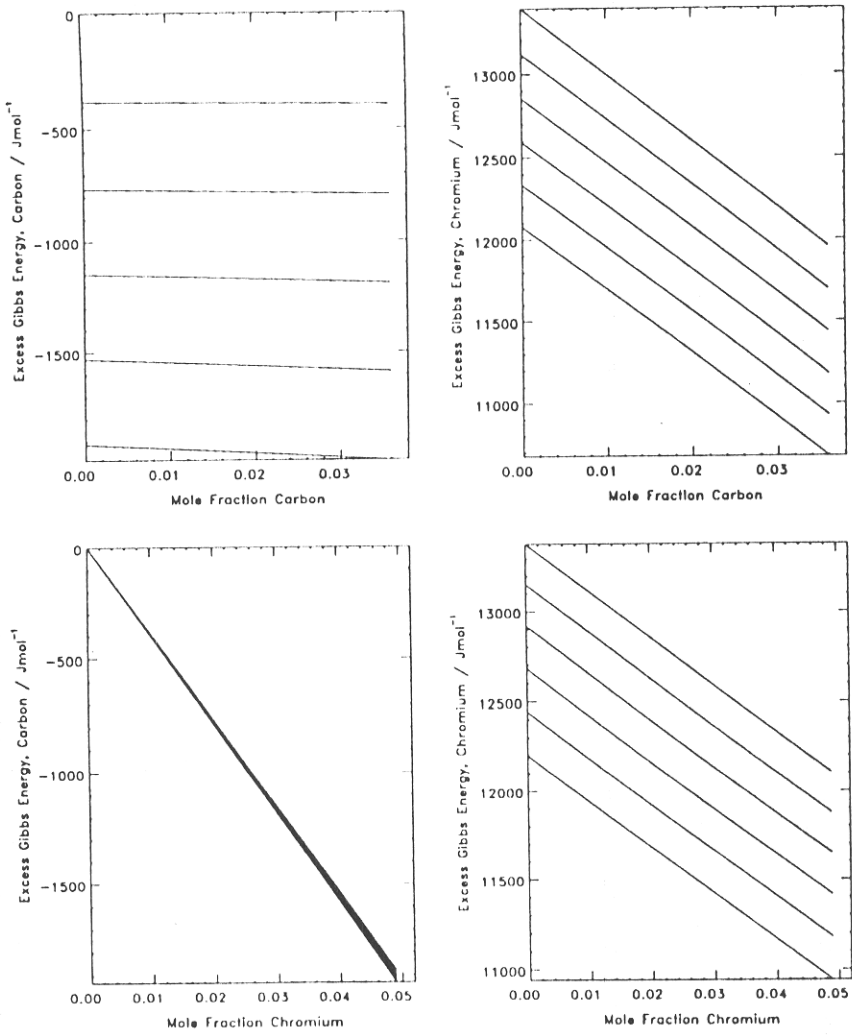 0
-500
-1000
-1500
Excess Gibbs Energy, Carbon / Jmol⁻¹
0.00 0.01 0.02 0.03
Mole Fraction Carbon
13000
12500
12000
11500
11000
Excess Gibbs Energy, Chromium / Jmol⁻¹
0.00 0.01 0.02 0.03
Mole Fraction Carbon
0
-500
-1000
-1500
Excess Gibbs Energy, Carbon / Jmol⁻¹
0.00 0.01 0.02 0.03 0.04 0.05
Mole Fraction Chromium
13000
12500
12000
11500
11000
Excess Gibbs Energy, Chromium / Jmol⁻¹
0.00 0.01 0.02 0.03 0.04 0.05
Mole Fraction Chromium